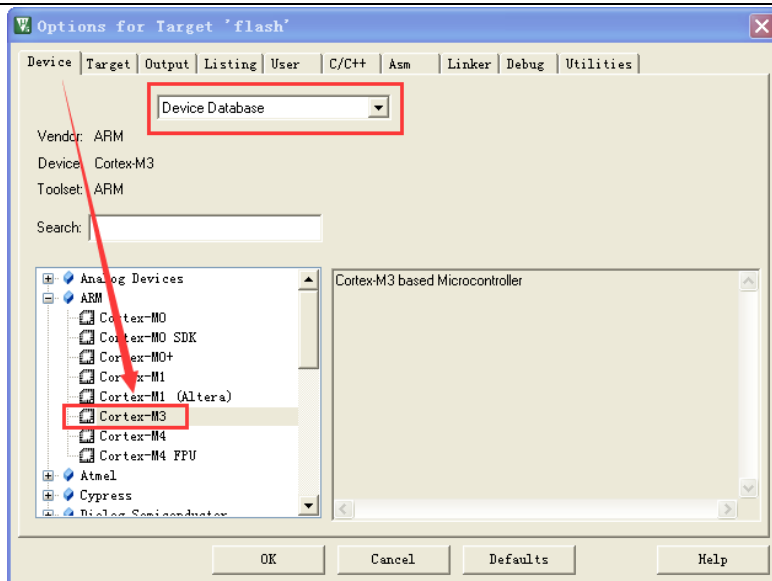 Options for Target 'flash'
Device Target Output Listing User C/C++ Asm Linker Debug Utilities
Device Database
Vendor: ARM
Device: Cortex-M3
Toolset: ARM
Search:
Analog Devices
ARM
Cortex-M0
Cortex-M0 SDK
Cortex-M0+
Cortex-M1
Cortex-M1 (Altera)
Cortex-M3
Cortex-M4
Cortex-M4 FPU
Atmel
Cypress
Dialog Semiconductor
Cortex-M3 based Microcontroller
OK Cancel Defaults Help